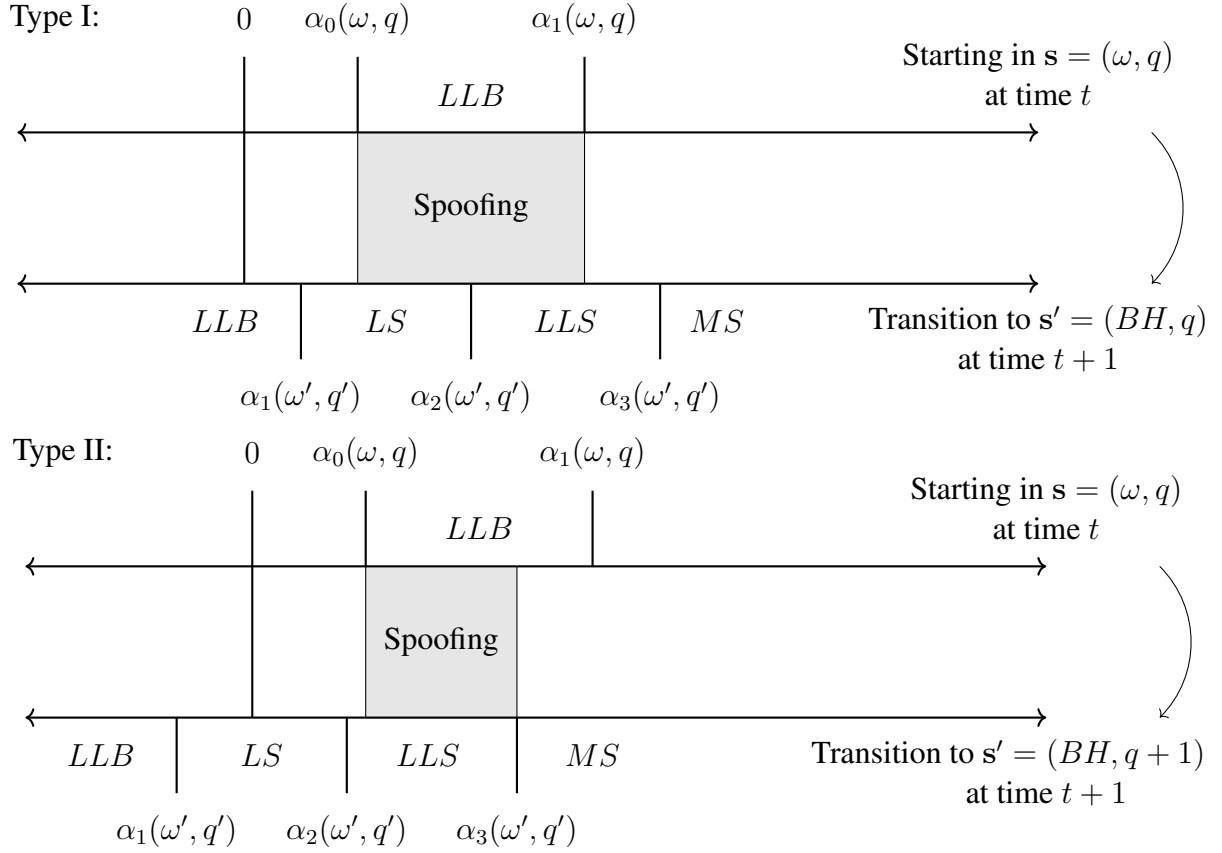 Type I:
0
α₀(ω, q)
α₁(ω, q)
Starting in s = (ω, q)
at time t
LLB
Spoofing
LLB
LS
LLS
MS
Transition to s′ = (BH, q)
at time t + 1
α₁(ω′, q′)
α₂(ω′, q′)
α₃(ω′, q′)
Type II:
0
α₀(ω, q)
α₁(ω, q)
Starting in s = (ω, q)
at time t
LLB
Spoofing
LLB
LS
LLS
MS
Transition to s′ = (BH, q + 1)
at time t + 1
α₁(ω′, q′)
α₂(ω′, q′)
α₃(ω′, q′)